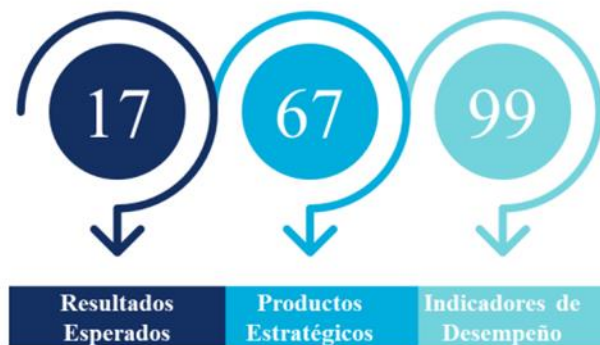 17
67
99
Resultados
Esperados
Productos
Estratégicos
Indicadores de
Desempeño